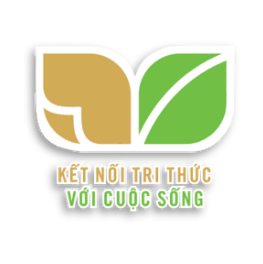 KẾT NỐI TRI THỨC
VỚI CUỘC SỐNG